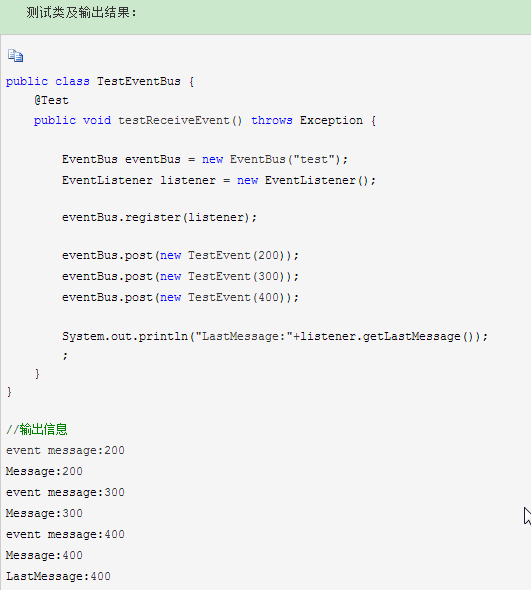 测试类及输出结果:
public class TestEventBus {
@Test
public void testReceiveEvent() throws Exception {
EventBus eventBus = new EventBus("test");
EventListener listener = new EventListener();
eventBus.register(listener);
eventBus.post(new TestEvent(200));
eventBus.post(new TestEvent(300));
eventBus.post(new TestEvent(400));
System.out.println("LastMessage:"+listener.getLastMessage());
;
}
}
//输出信息
event message:200
Message:200
event message:300
Message:300
event message:400
Message:400
LastMessage:400